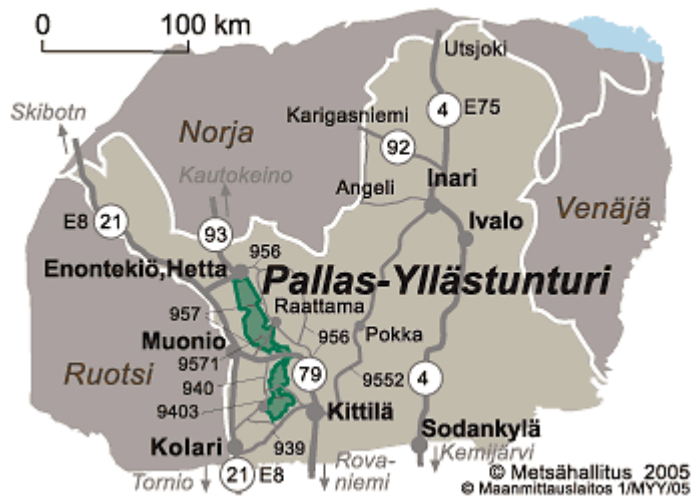 0 100 km
Utsjoki
Skibotn
Norja
Karigasniemi
4 E75
92
Kautokeino
Angeli
Inari
Venäjä
E8 21
93
Ivalo
956
Enontekiö,Hetta
Pallas-Yllästunturi
957
Raattama
Muonio
956
Pokka
9571
Ruotsi
940
79
9552
4
9403
Kittilä
Kolari
939
Sodankylä
Kemijärvi
Tornio
21 E8
Rova-
niemi
© Metsähallitus 2005
© Maanmittauslaitos 1/MYY/05